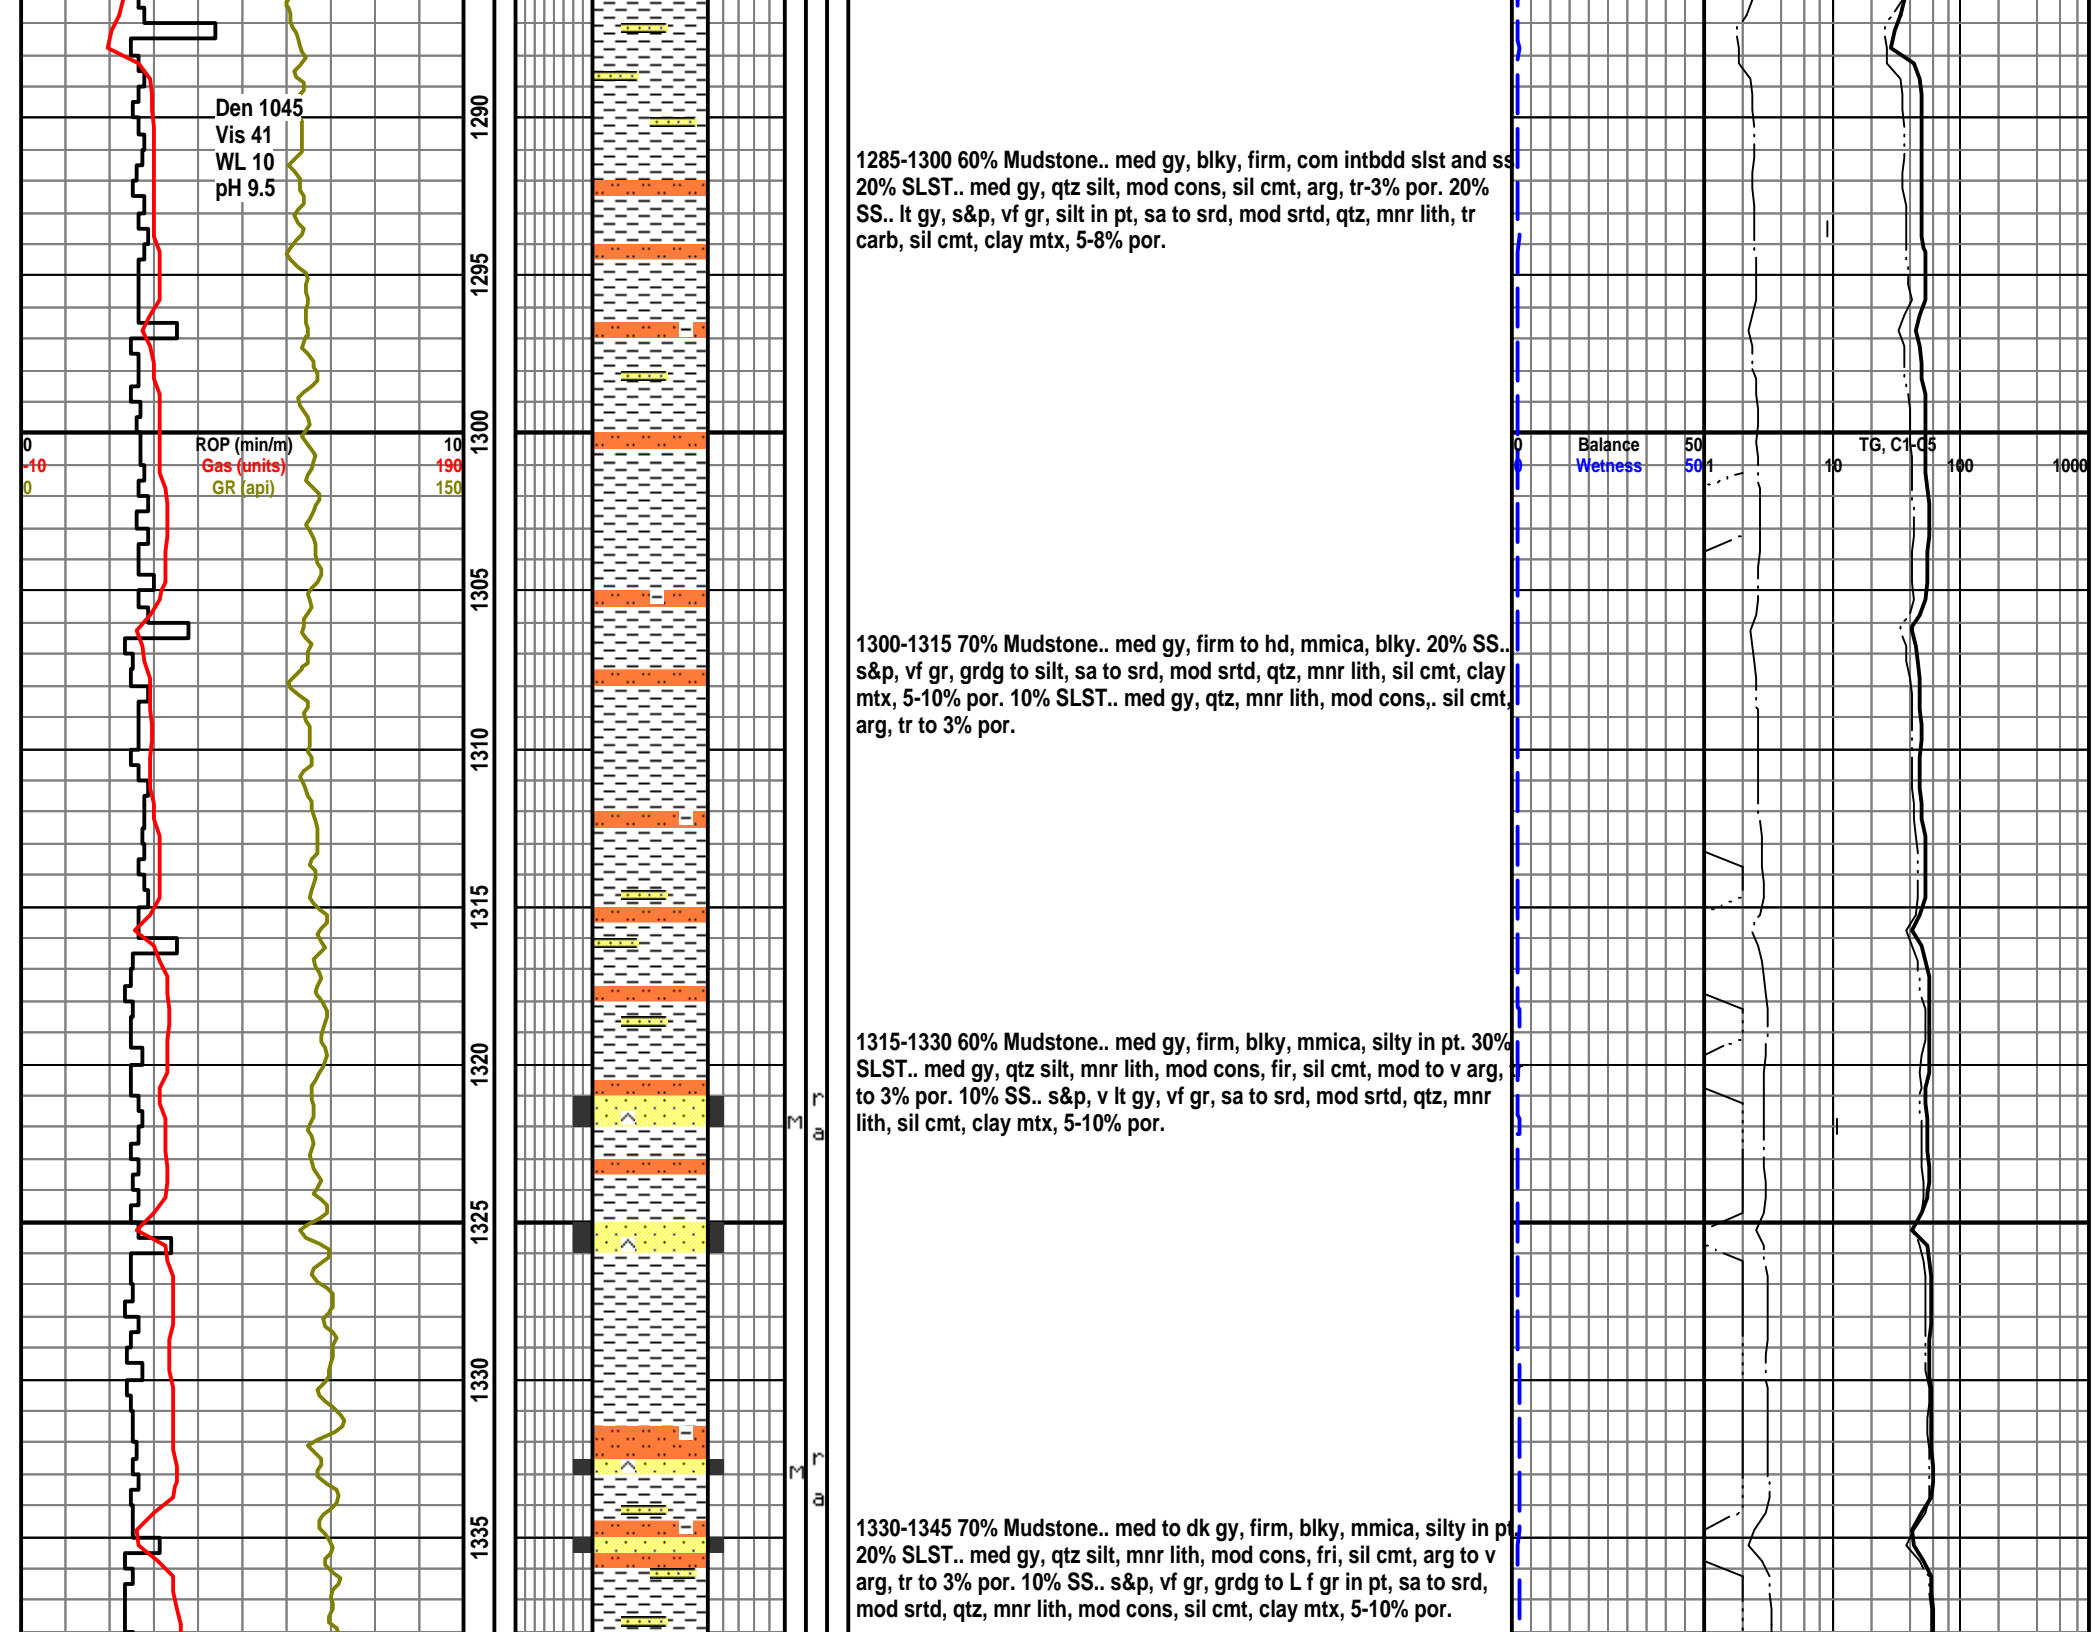 Den 1045
Vis 41
WL 10
pH 9.5
1290
1285-1300 60% Mudstone.. med gy, blky, firm, com intbdd slst and ss
20% SLST.. med gy, qtz silt, mod cons, sil cmt, arg, tr-3% por. 20%
SS.. lt gy, s&p, vf gr, silt in pt, sa to srd, mod srtd, qtz, mnr lith, tr
carb, sil cmt, clay mtx, 5-8% por.
1295
1300
0 ROP (min/m) 10
-10 Gas (units) 190
0 GR (api) 150
0 Balance 50
0 Wetness 50
TG, C1-C5
1 10 100 1000
1305
1300-1315 70% Mudstone.. med gy, firm to hd, mmica, blky. 20% SS..
s&p, vf gr, grdg to silt, sa to srd, mod srtd, qtz, mnr lith, sil cmt, clay
mtx, 5-10% por. 10% SLST.. med gy, qtz, mnr lith, mod cons,. sil cmt,
arg, tr to 3% por.
1310
1315
1315-1330 60% Mudstone.. med gy, firm, blky, mmica, silty in pt. 30%
SLST.. med gy, qtz silt, mnr lith, mod cons, fir, sil cmt, mod to v arg,
to 3% por. 10% SS.. s&p, v lt gy, vf gr, sa to srd, mod srtd, qtz, mnr
lith, sil cmt, clay mtx, 5-10% por.
1320
r
M
a
1325
1330
r
M
a
1335
1330-1345 70% Mudstone.. med to dk gy, firm, blky, mmica, silty in pt.
20% SLST.. med gy, qtz silt, mnr lith, mod cons, fri, sil cmt, arg to v
arg, tr to 3% por. 10% SS.. s&p, vf gr, grdg to L f gr in pt, sa to srd,
mod srtd, qtz, mnr lith, mod cons, sil cmt, clay mtx, 5-10% por.